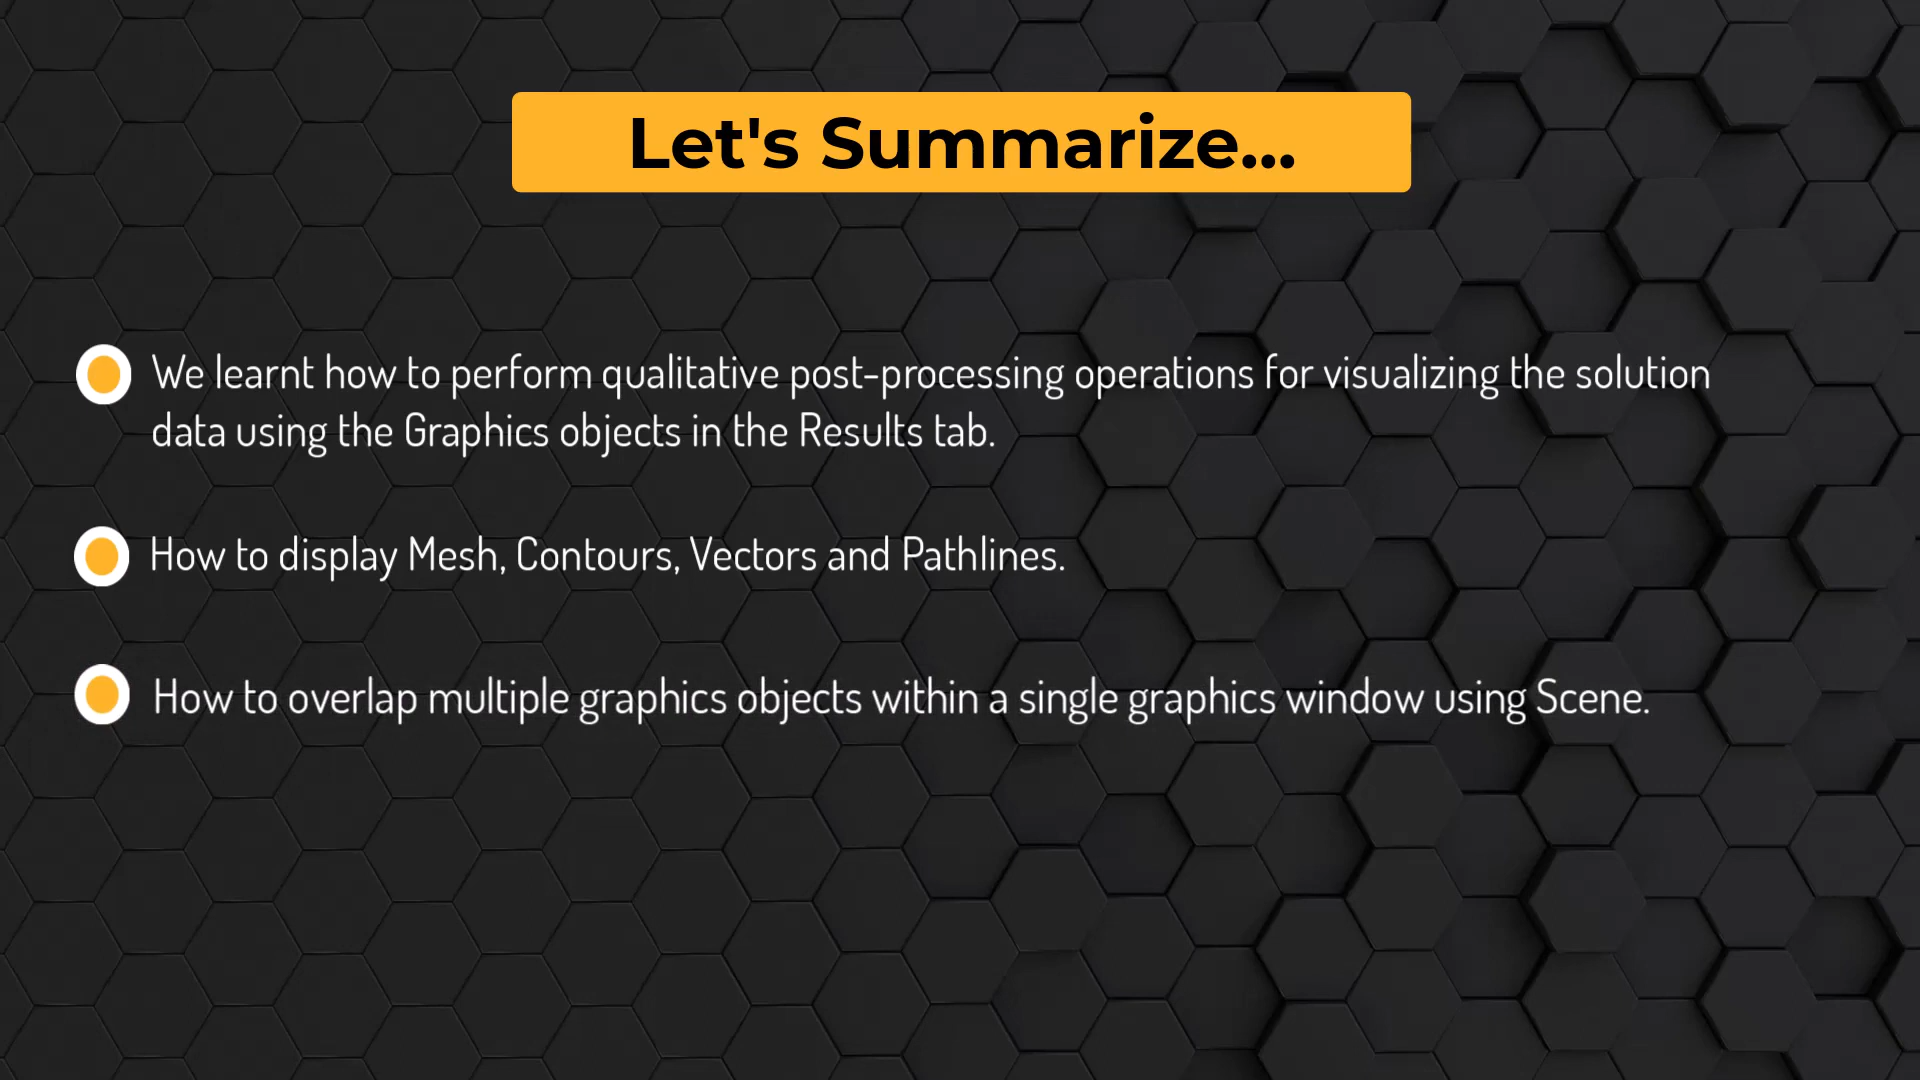 Let's Summarize...
We learnt how to perform qualitative post-processing operations for visualizing the solution
data using the Graphics objects in the Results tab.
How to display Mesh, Contours, Vectors and Pathlines.
How to overlap multiple graphics objects within a single graphics window using Scene.